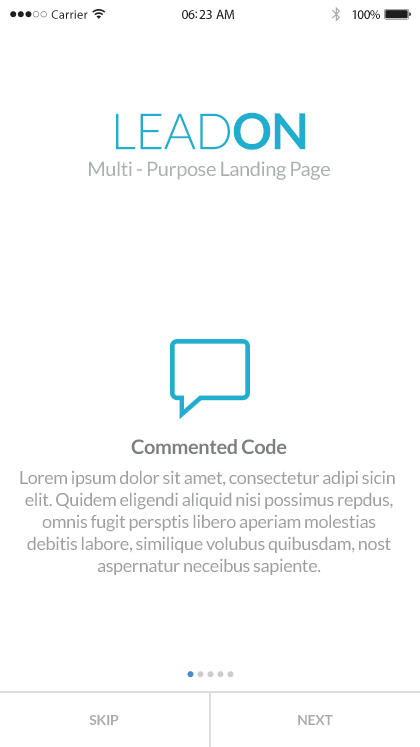 Carrier 06:23 AM 100%
LEADON
Multi - Purpose Landing Page
Commented Code
Lorem ipsum dolor sit amet, consectetur adipi sicin
elit. Quidem eligendi aliquid nisi possimus repdus,
omnis fugit persptis libero aperiam molestias
debitis labore, similique volubus quibusdam, nost
aspernatur neceibus sapiente.
SKIP NEXT